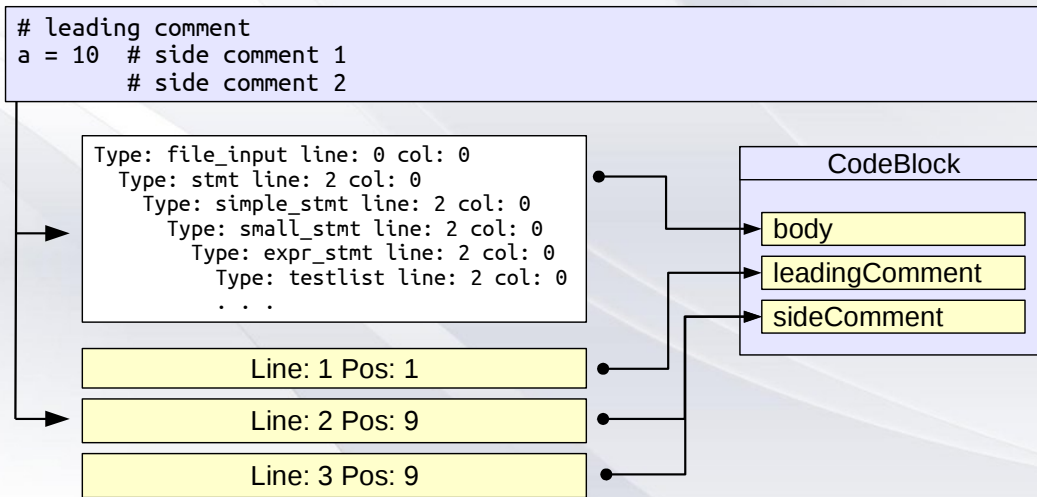 # leading comment
a = 10  # side comment 1
        # side comment 2
Type: file_input line: 0 col: 0
  Type: stmt line: 2 col: 0
    Type: simple_stmt line: 2 col: 0
      Type: small_stmt line: 2 col: 0
        Type: expr_stmt line: 2 col: 0
          Type: testlist line: 2 col: 0
          . . .
Line: 1 Pos: 1
Line: 2 Pos: 9
Line: 3 Pos: 9
CodeBlock
body
leadingComment
sideComment